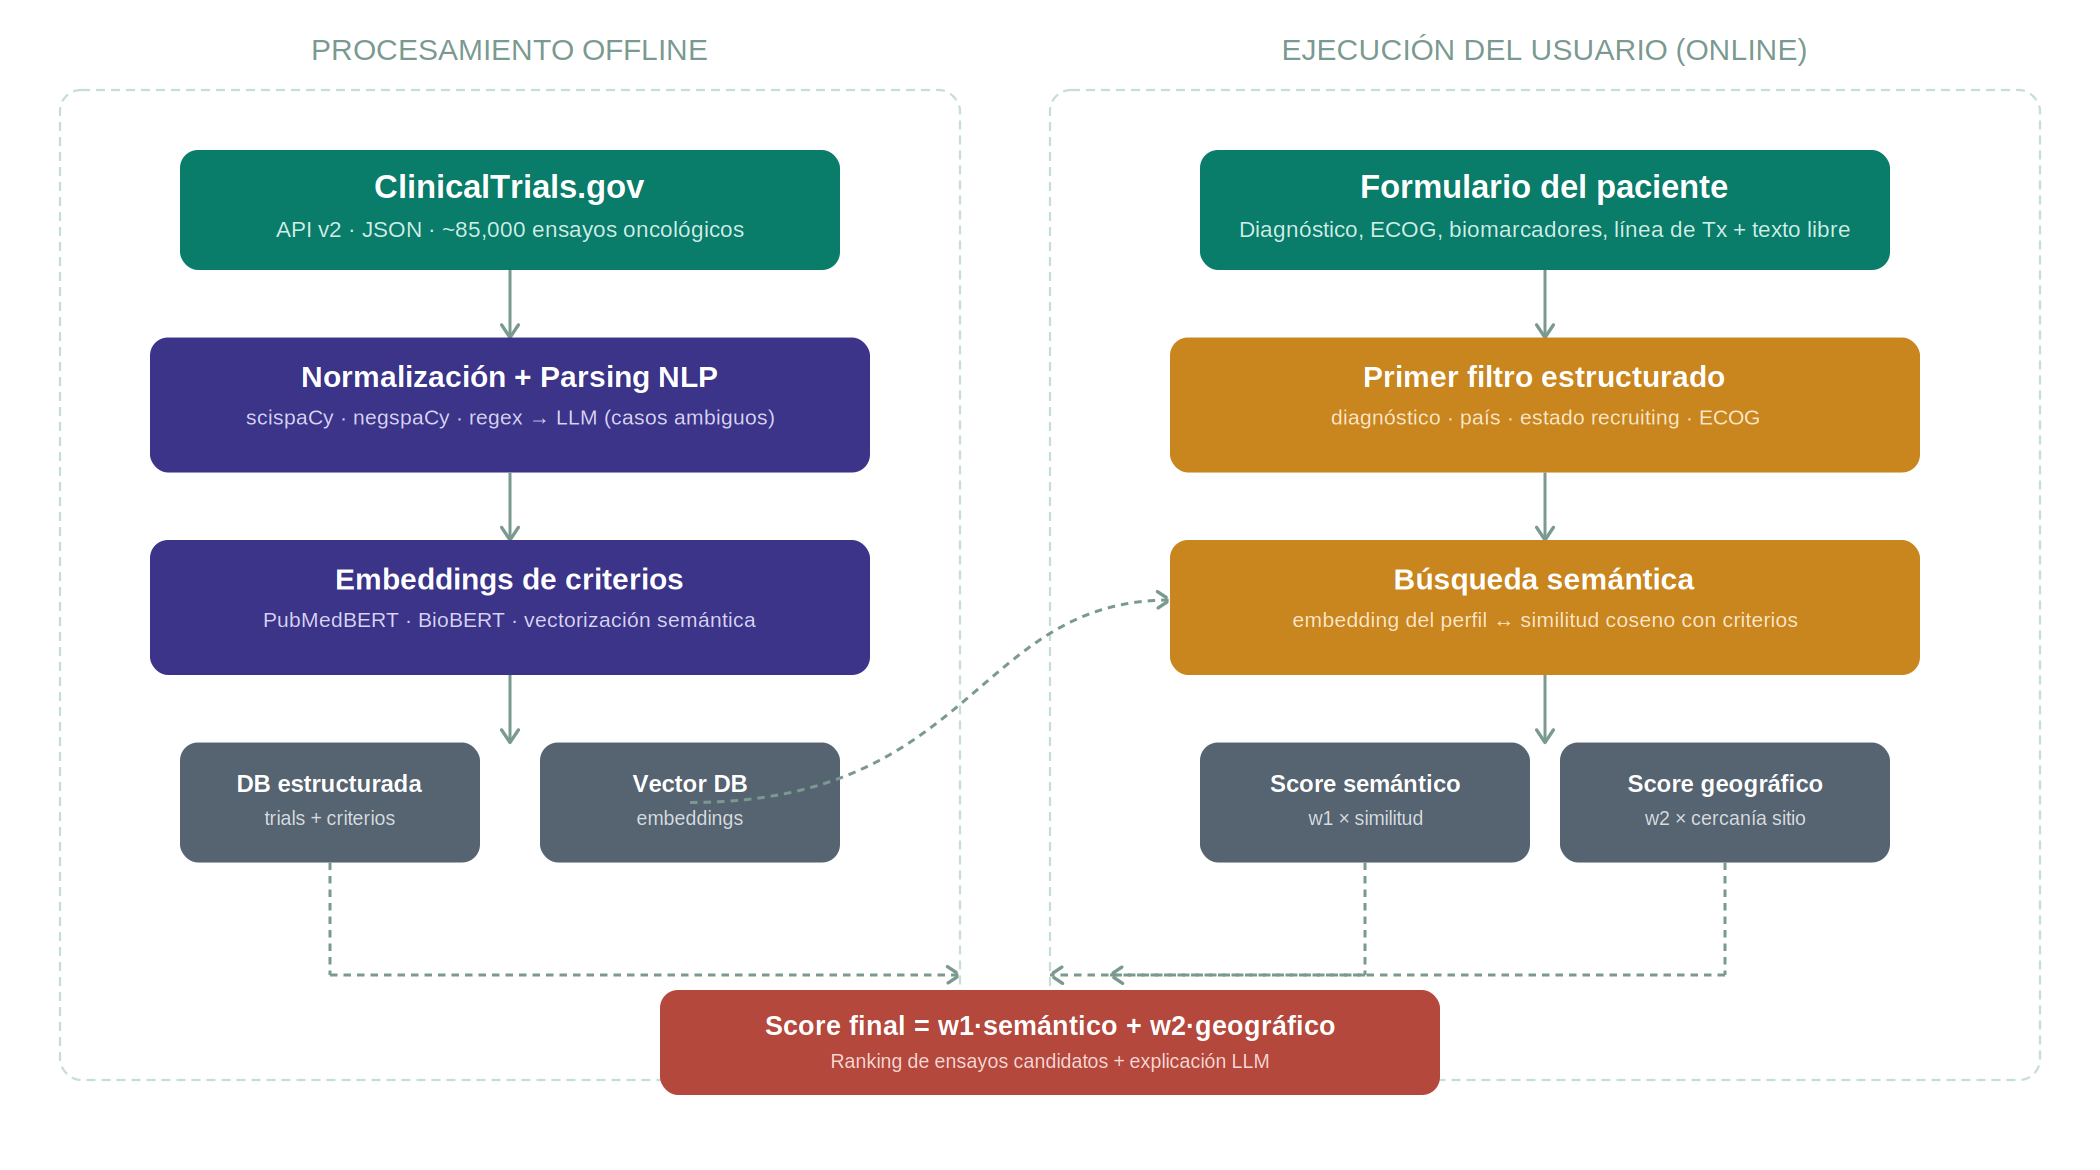 PROCESAMIENTO OFFLINE
ClinicalTrials.gov
API v2 · JSON · ~85,000 ensayos oncológicos
Normalización + Parsing NLP
scispaCy · negspaCy · regex → LLM (casos ambiguos)
Embeddings de criterios
PubMedBERT · BioBERT · vectorización semántica
DB estructurada
trials + criterios
Vector DB
embeddings
EJECUCIÓN DEL USUARIO (ONLINE)
Formulario del paciente
Diagnóstico, ECOG, biomarcadores, línea de Tx + texto libre
Primer filtro estructurado
diagnóstico · país · estado recruiting · ECOG
Búsqueda semántica
embedding del perfil ↔ similitud coseno con criterios
Score semántico
w1 × similitud
Score geográfico
w2 × cercanía sitio
Score final = w1·semántico + w2·geográfico
Ranking de ensayos candidatos + explicación LLM